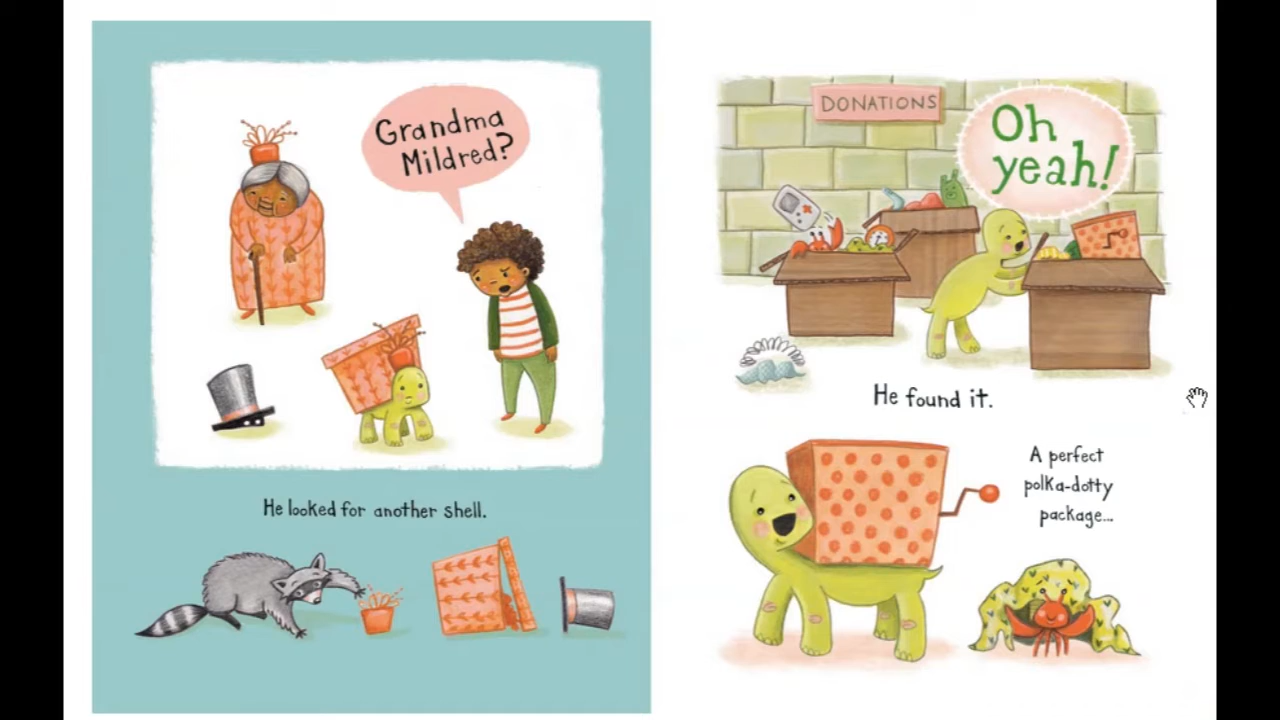 Grandma
Mildred?
He looked for another shell.
DONATIONS
Oh
yeah!
He found it.
A perfect
polka-dotty
package...